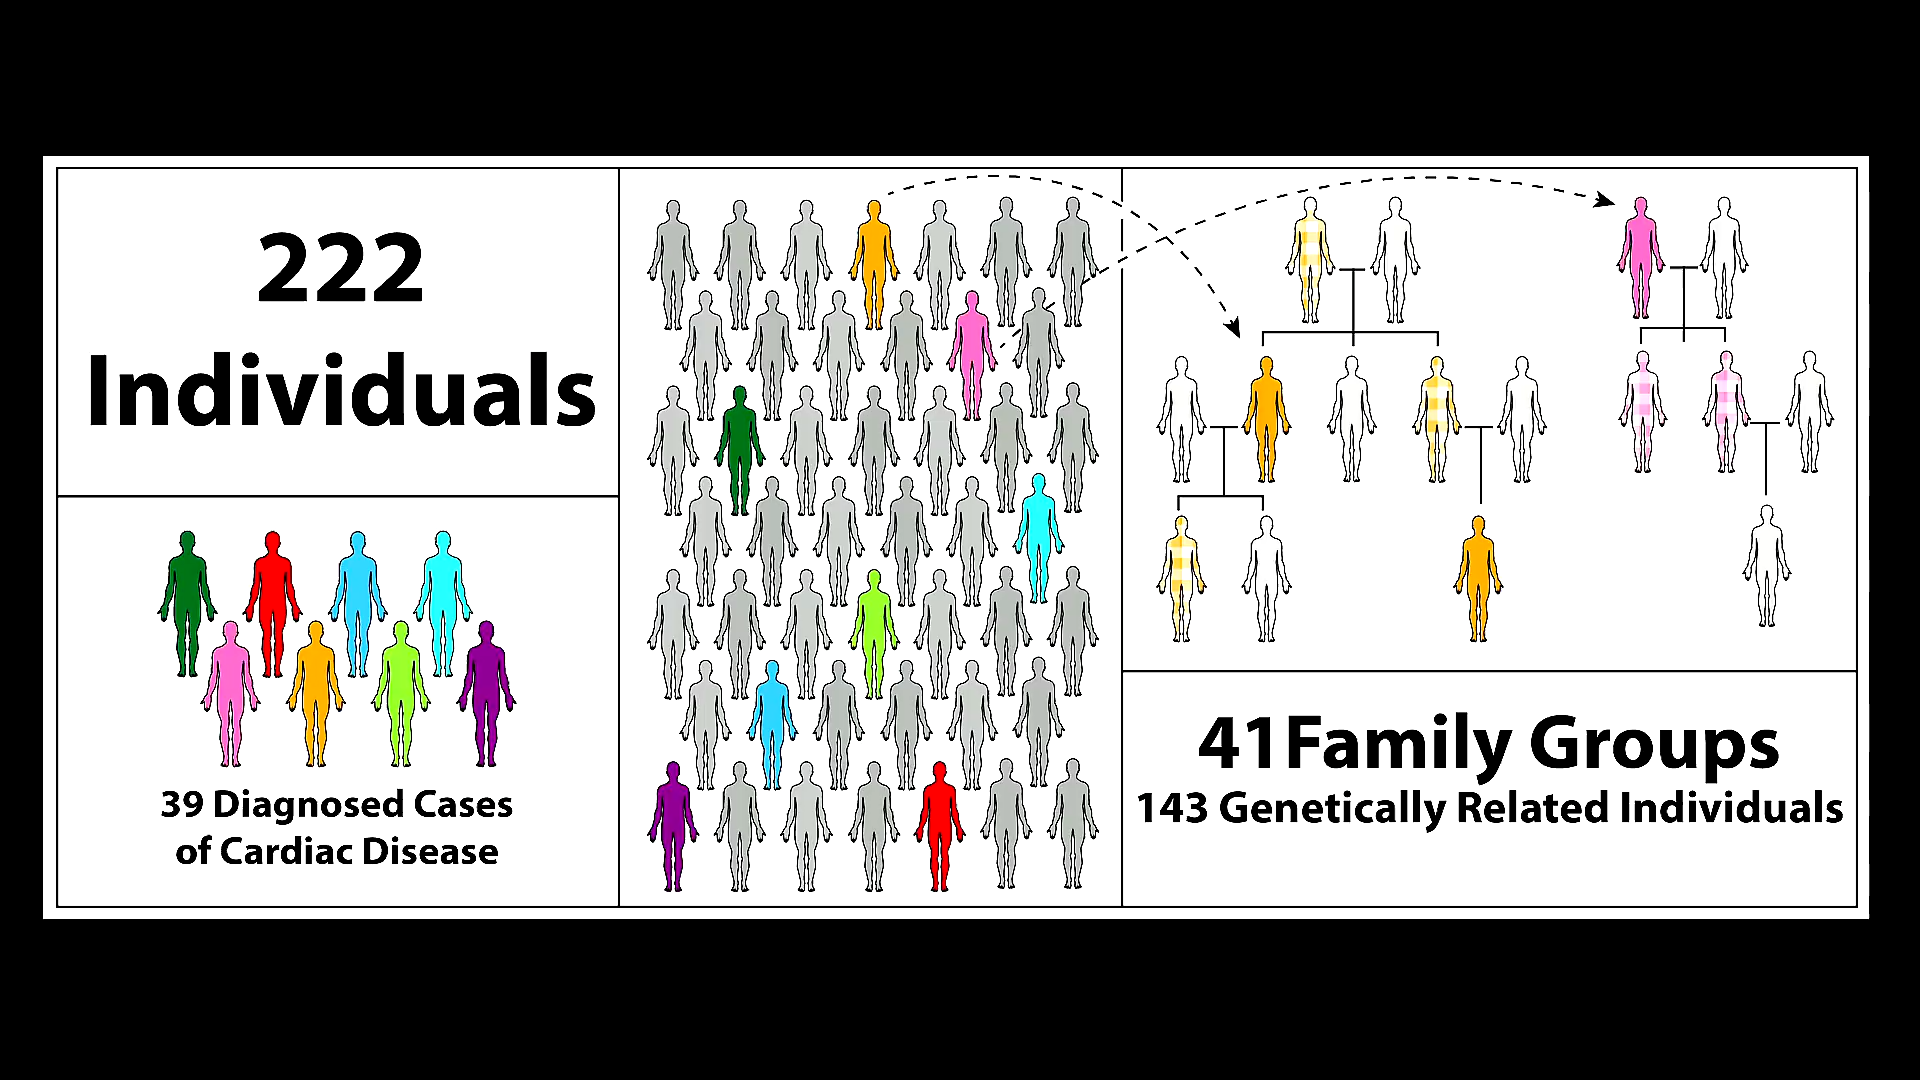 222
Individuals
39 Diagnosed Cases
of Cardiac Disease
41Family Groups
143 Genetically Related Individuals